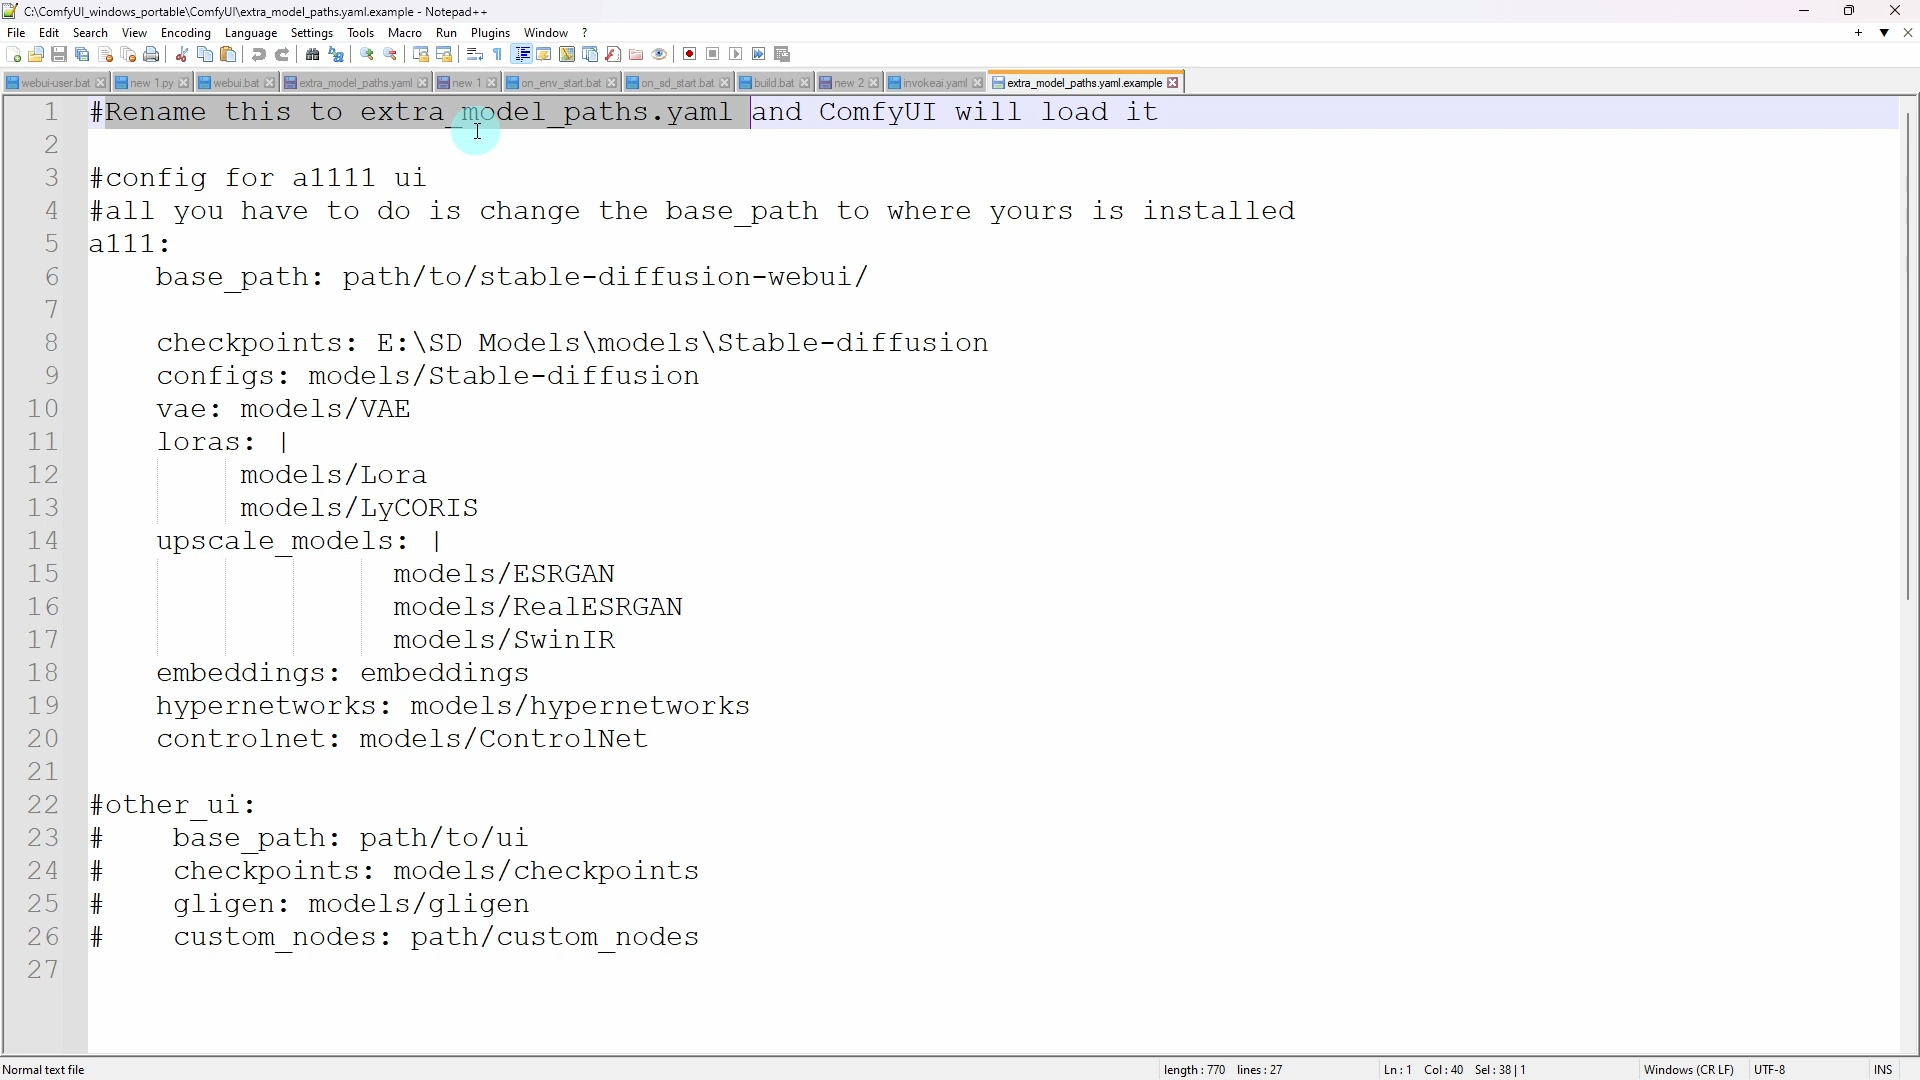 C:\ComfyUI_windows_portable\ComfyUI\extra_model_paths.yaml.example - Notepad++
File Edit Search View Encoding Language Settings Tools Macro Run Plugins Window ?
webui-user.bat new 1.py webui.bat extra_model_paths.yaml new 1 on_env_start.bat on_sd_start.bat build.bat new 2 invokeai.yaml extra_model_paths.yaml.example
1 #Rename this to extra_model_paths.yaml and ComfyUI will load it
2
3 #config for a1111 ui
4 #all you have to do is change the base_path to where yours is installed
5 a111:
6 base_path: path/to/stable-diffusion-webui/
7
8 checkpoints: E:\SD Models\models\Stable-diffusion
9 configs: models/Stable-diffusion
10 vae: models/VAE
11 loras: |
12 models/Lora
13 models/LyCORIS
14 upscale_models: |
15 models/ESRGAN
16 models/RealESRGAN
17 models/SwinIR
18 embeddings: embeddings
19 hypernetworks: models/hypernetworks
20 controlnet: models/ControlNet
21
22 #other_ui:
23 # base_path: path/to/ui
24 # checkpoints: models/checkpoints
25 # gligen: models/gligen
26 # custom_nodes: path/custom_nodes
27
Normal text file length : 770 lines : 27 Ln : 1 Col : 40 Sel : 38 | 1 Windows (CR LF) UTF-8 INS